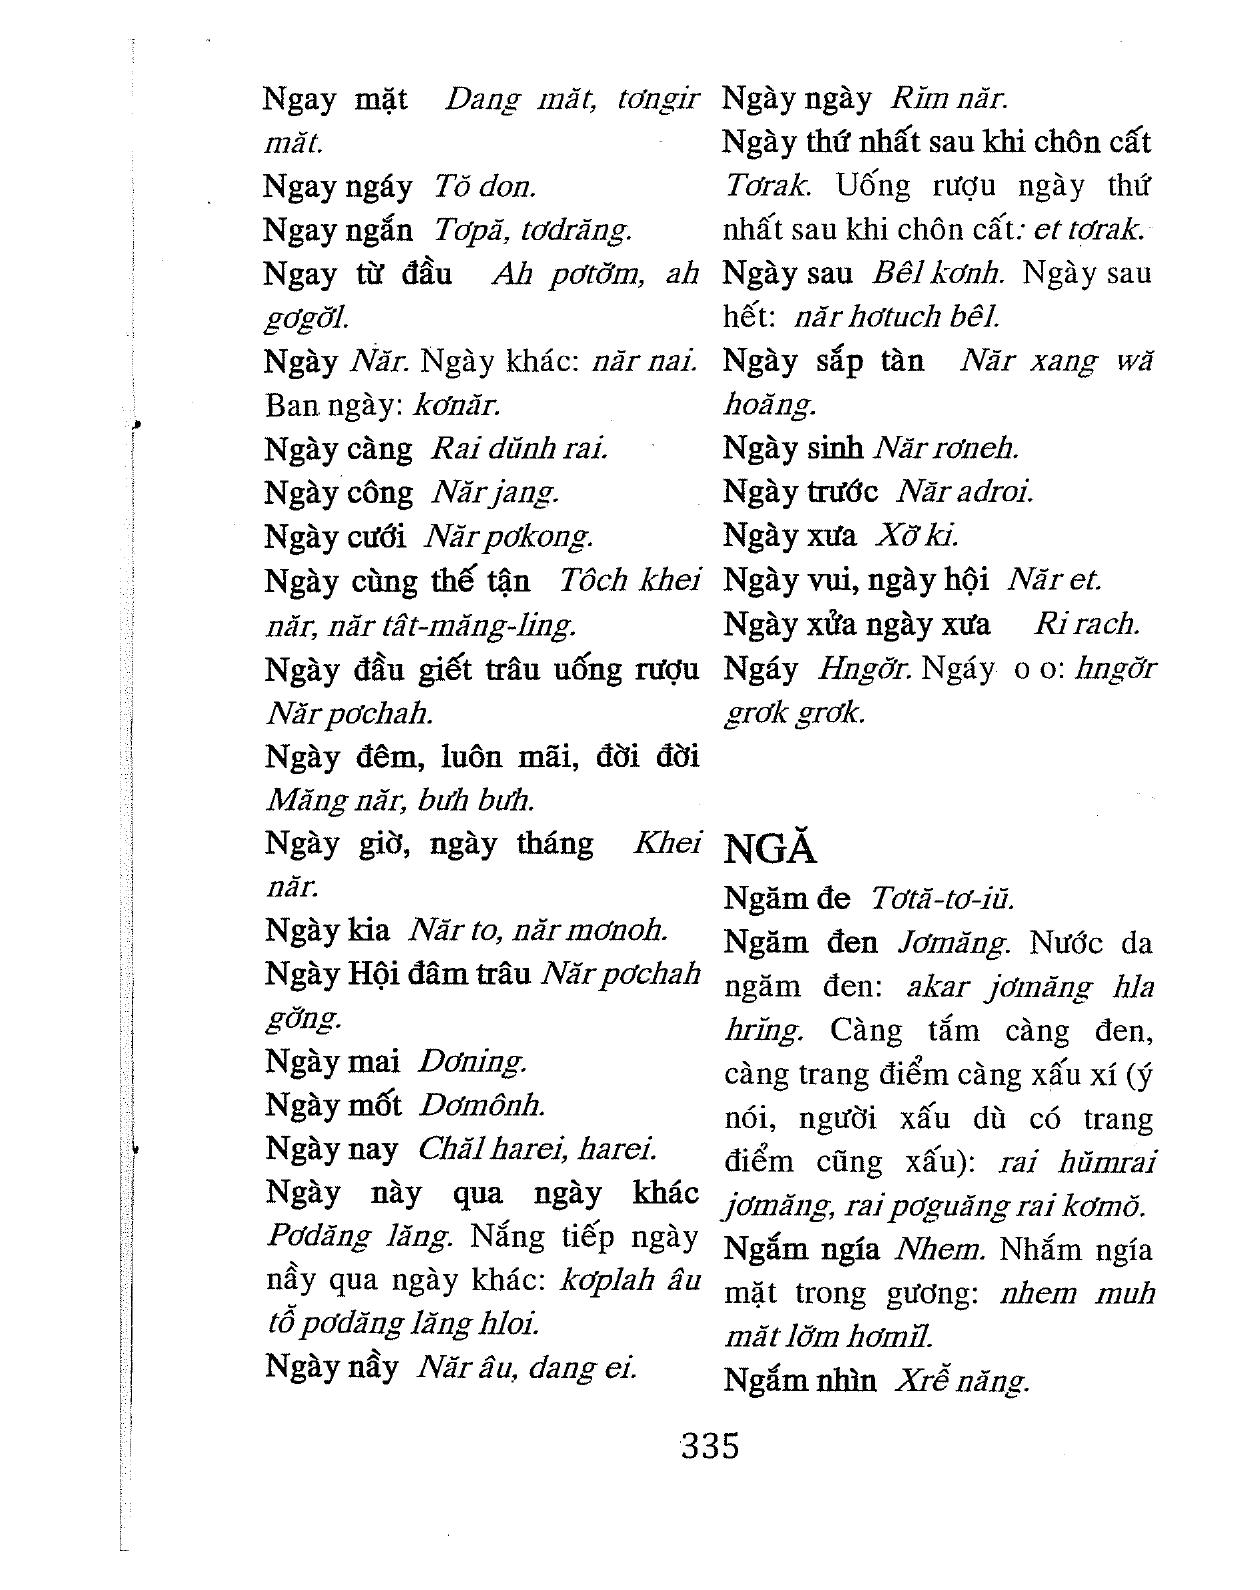 Ngay mặt Dang măt, tơngir
măt.
Ngay ngáy Tŏ don.
Ngay ngắn Tơpă, tơdrăng.
Ngay từ đầu Ah pơtơ̆m, ah
gơgơ̆l.
Ngày Năr. Ngày khác: năr nai.
Ban ngày: kơnăr.
Ngày càng Rai dŭnh rai.
Ngày công Năr jang.
Ngày cưới Năr pơkong.
Ngày cùng thế tận Tôch khei
năr, năr tât-măng-ling.
Ngày đầu giết trâu uống rượu
Năr pơchah.
Ngày đêm, luôn mãi, đời đời
Măng năr, bưh bưh.
Ngày giờ, ngày tháng Khei
năr.
Ngày kia Năr to, năr mơnoh.
Ngày Hội đâm trâu Năr pơchah
gơ̆ng.
Ngày mai Dơning.
Ngày mốt Dơmônh.
Ngày nay Chăl harei, harei.
Ngày này qua ngày khác
Pơdăng lăng. Nắng tiếp ngày
nầy qua ngày khác: kơplah âu
tô̆ pơdăng lăng hloi.
Ngày nầy Năr âu, dang ei.
Ngày ngày Rĭm năr.
Ngày thứ nhất sau khi chôn cất
Tơrak. Uống rượu ngày thứ
nhất sau khi chôn cất: et tơrak.
Ngày sau Bêl kơnh. Ngày sau
hết: năr hơtuch bêl.
Ngày sắp tàn Năr xang wă
hoăng.
Ngày sinh Năr rơneh.
Ngày trước Năr adroi.
Ngày xưa Xơ̆ ki.
Ngày vui, ngày hội Năr et.
Ngày xửa ngày xưa Ri rach.
Ngáy Hngơ̆r. Ngáy o o: hngơ̆r
grơk grơk.
NGĂ
Ngăm đe Tơtă-tơ-iŭ.
Ngăm đen Jơmăng. Nước da
ngăm đen: akar jơmăng hla
hrĭng. Càng tắm càng đen,
càng trang điểm càng xấu xí (ý
nói, người xấu dù có trang
điểm cũng xấu): rai hŭmrai
jơmăng, rai pơguăng rai kơmŏ.
Ngắm ngía Nhem. Nhắm ngía
mặt trong gương: nhem muh
măt lơ̆m hơmĭl.
Ngắm nhìn Xrê̆ năng.
335